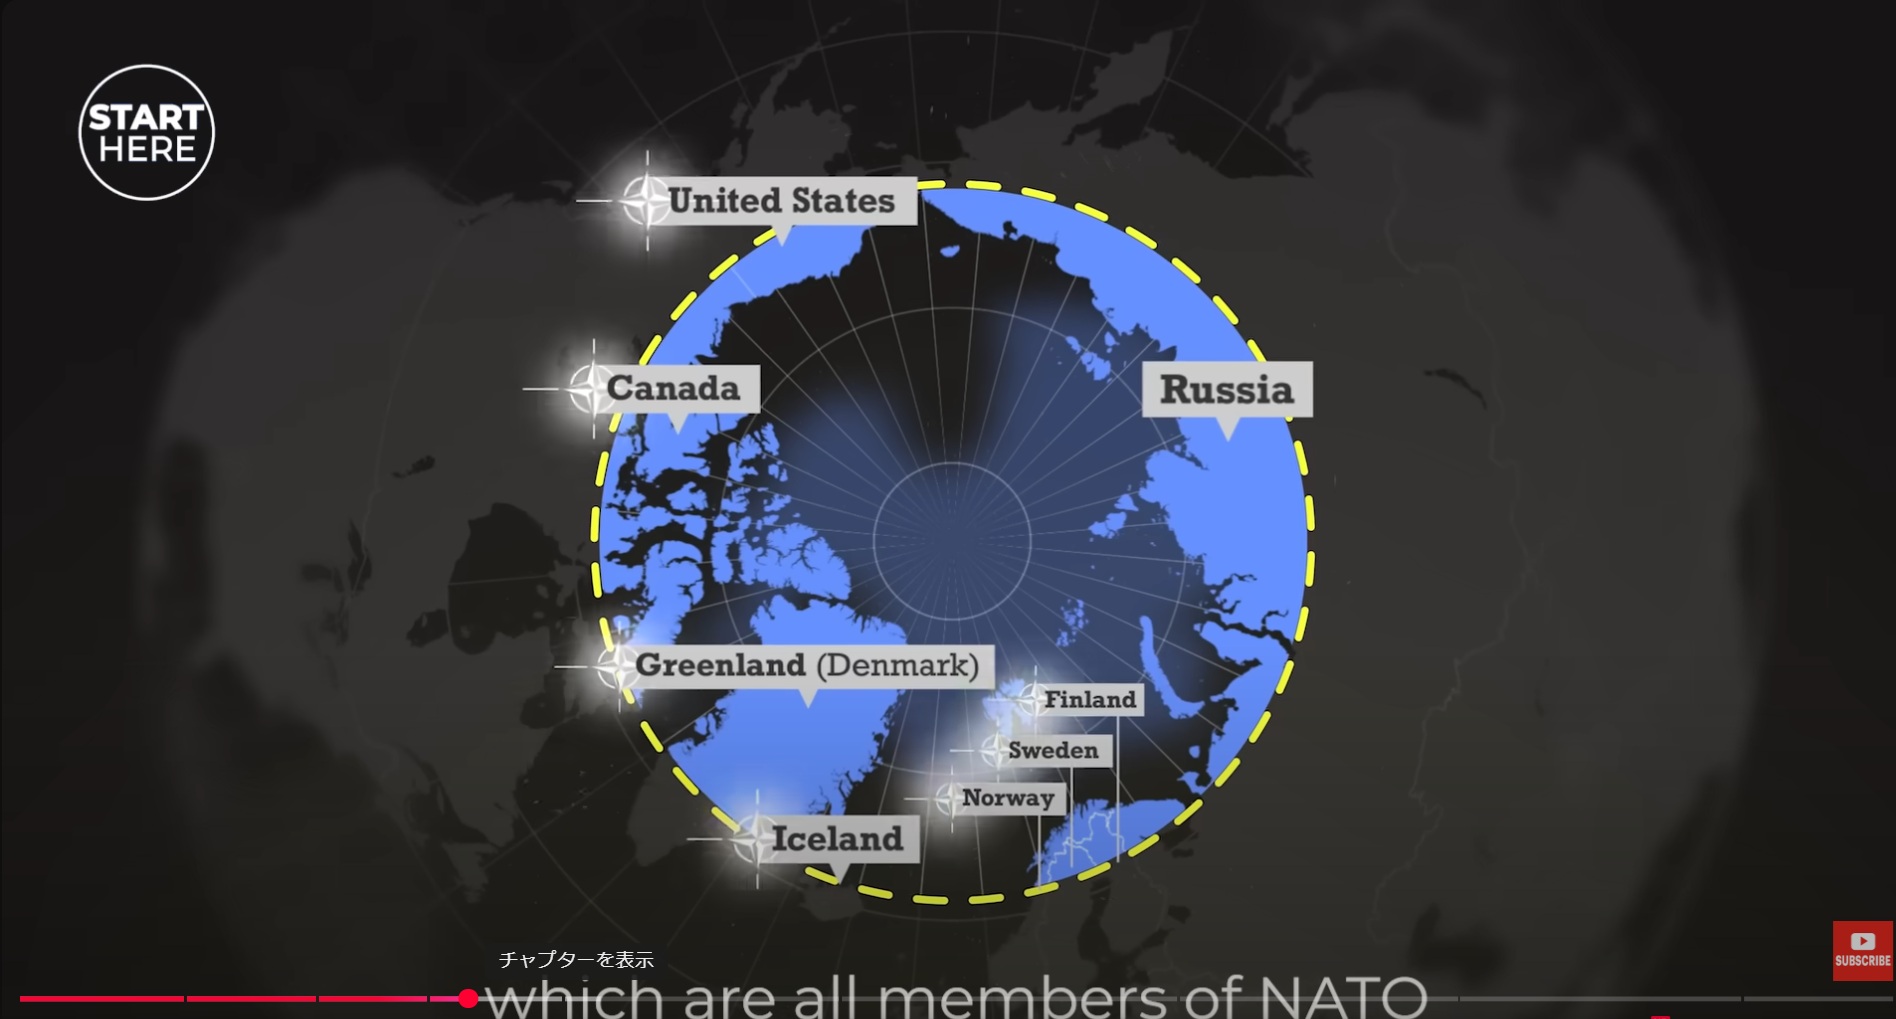 START
HERE
United States
Canada
Russia
Greenland (Denmark)
Finland
Sweden
Norway
Iceland
チャプターを表示
SUBSCRIBE
which are all members of NATO